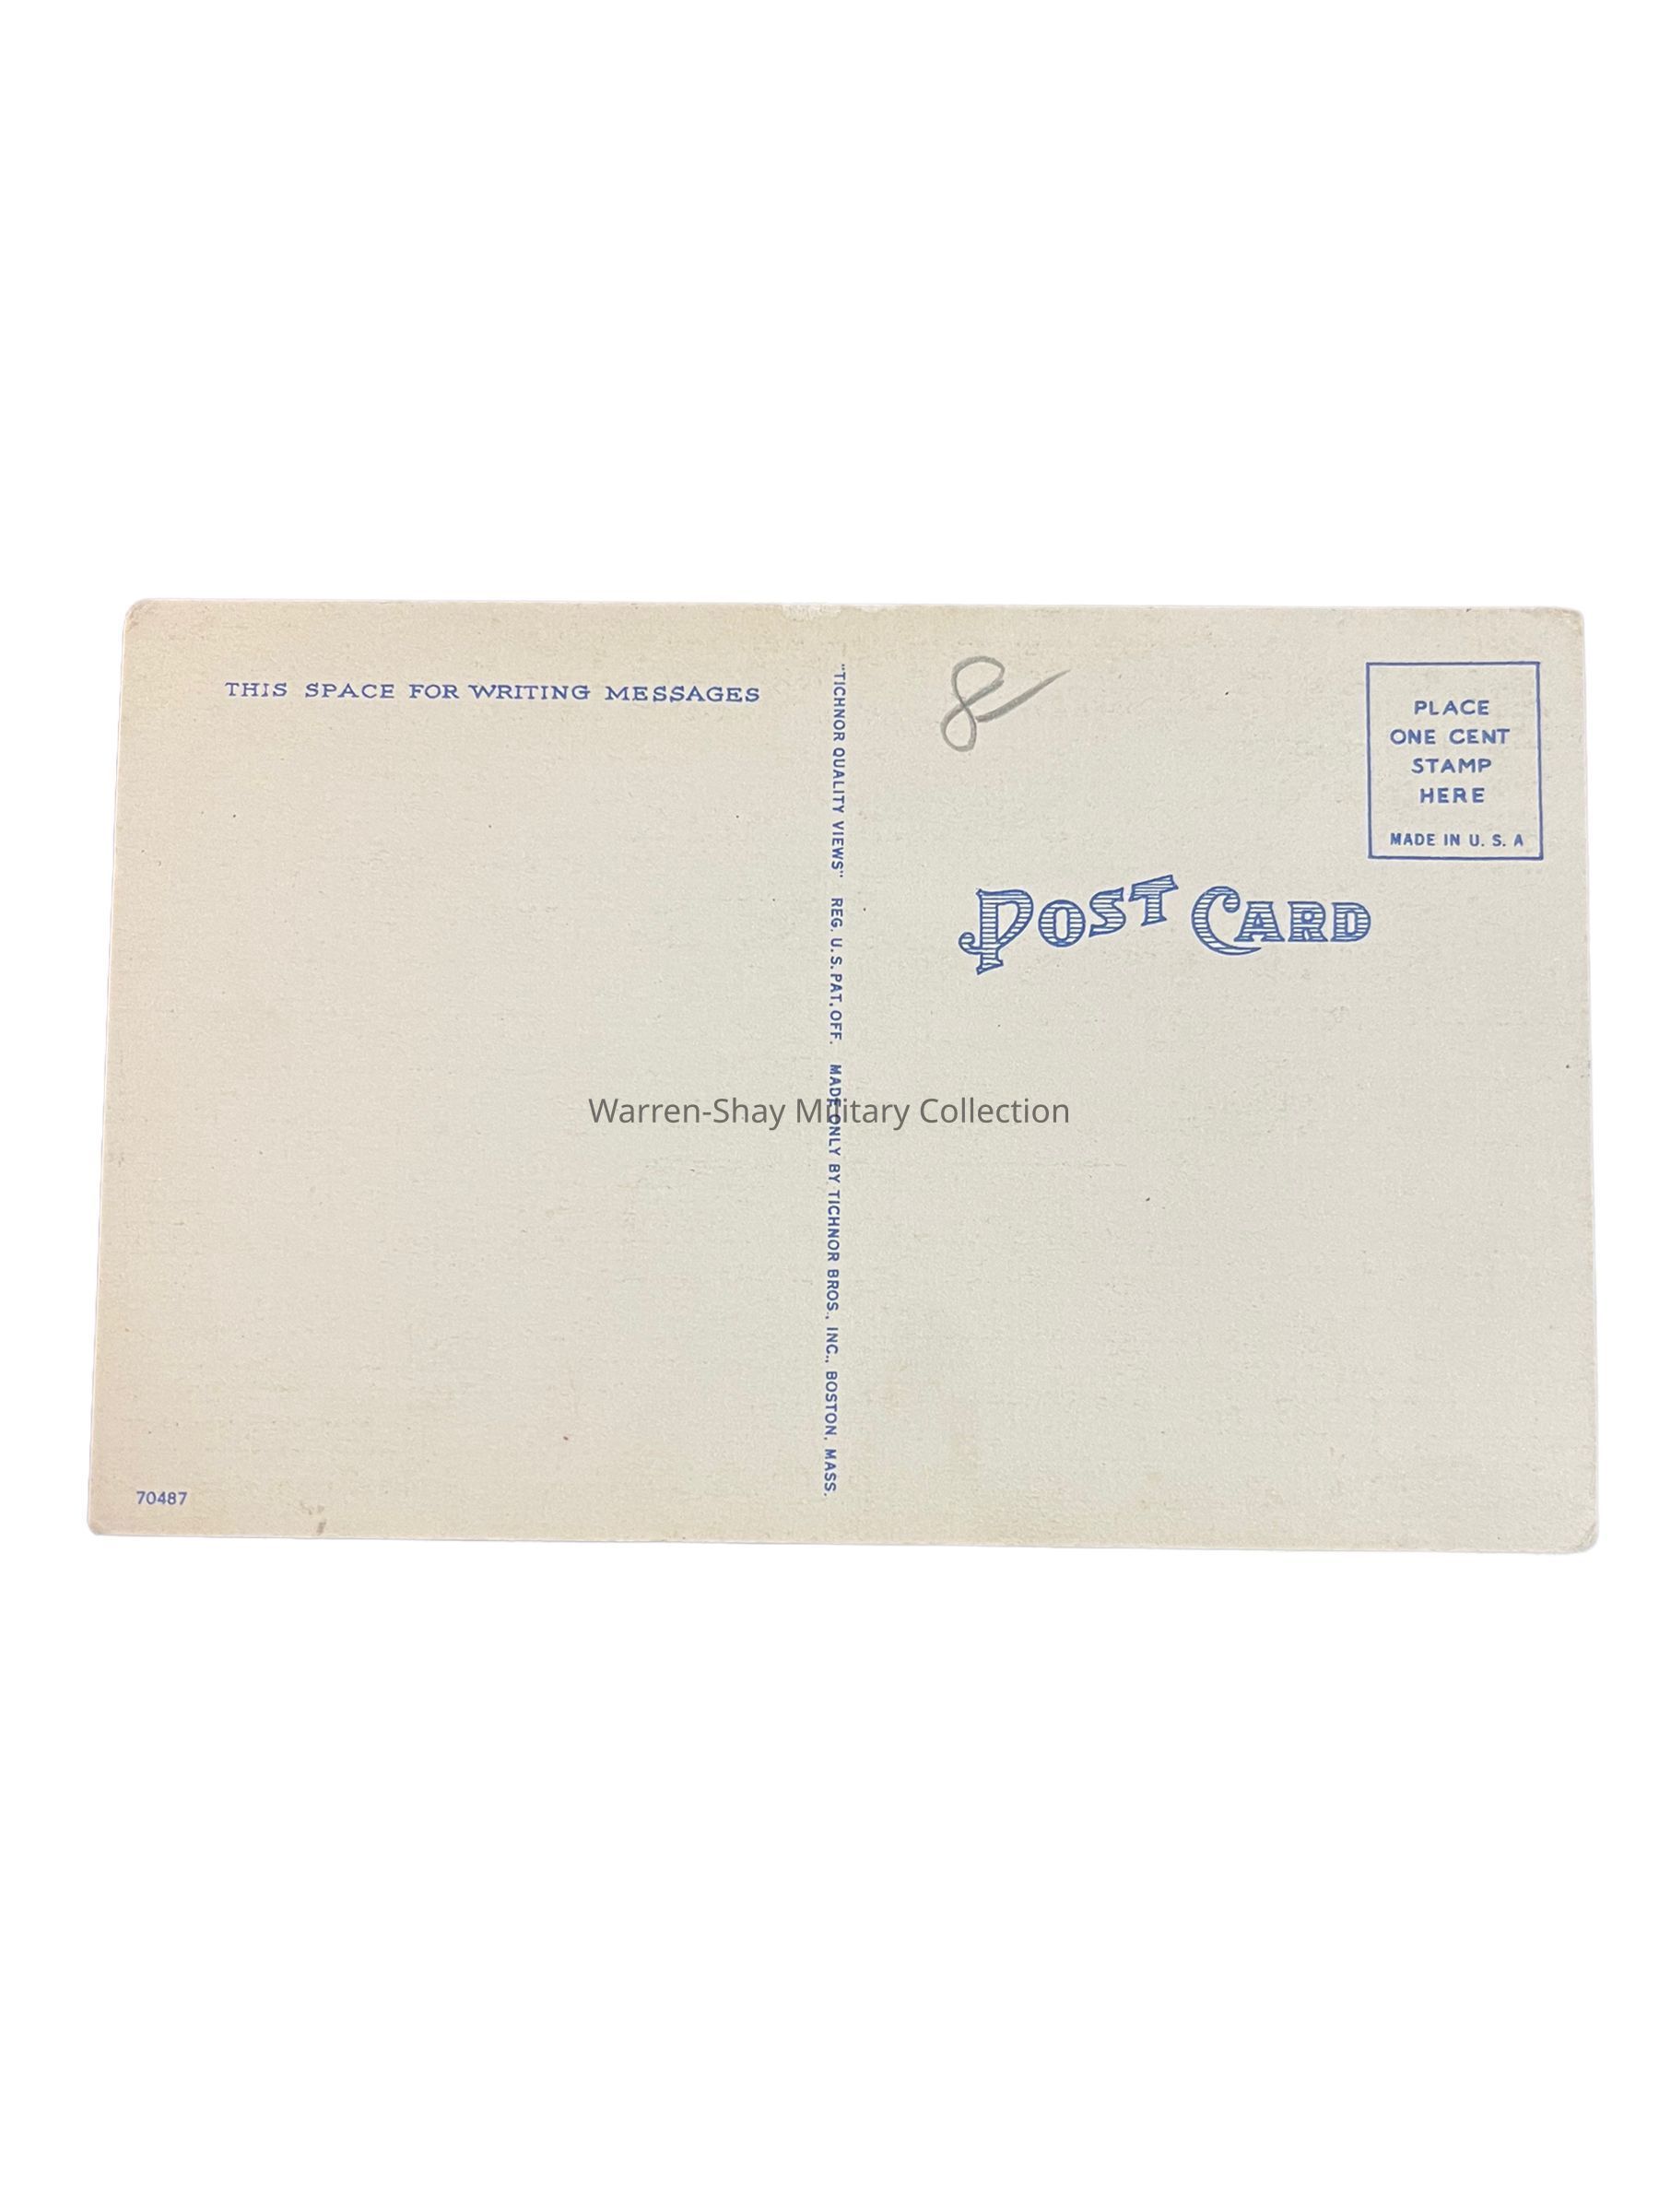 THIS SPACE FOR WRITING MESSAGES
"TICHNOR QUALITY VIEWS" REG. U. S. PAT. OFF. MADE ONLY BY TICHNOR BROS., INC., BOSTON, MASS.
8
PLACE
ONE CENT
STAMP
HERE
MADE IN U. S. A
POST CARD
Warren-Shay Military Collection
70487